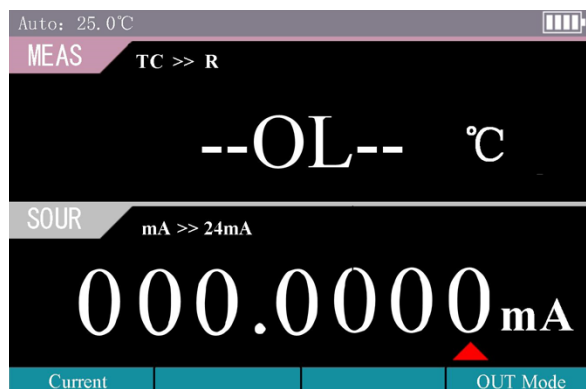 Auto: 25.0℃
MEAS TC >> R
--OL-- ℃
SOUR mA >> 24mA
000.0000 mA
Current OUT Mode